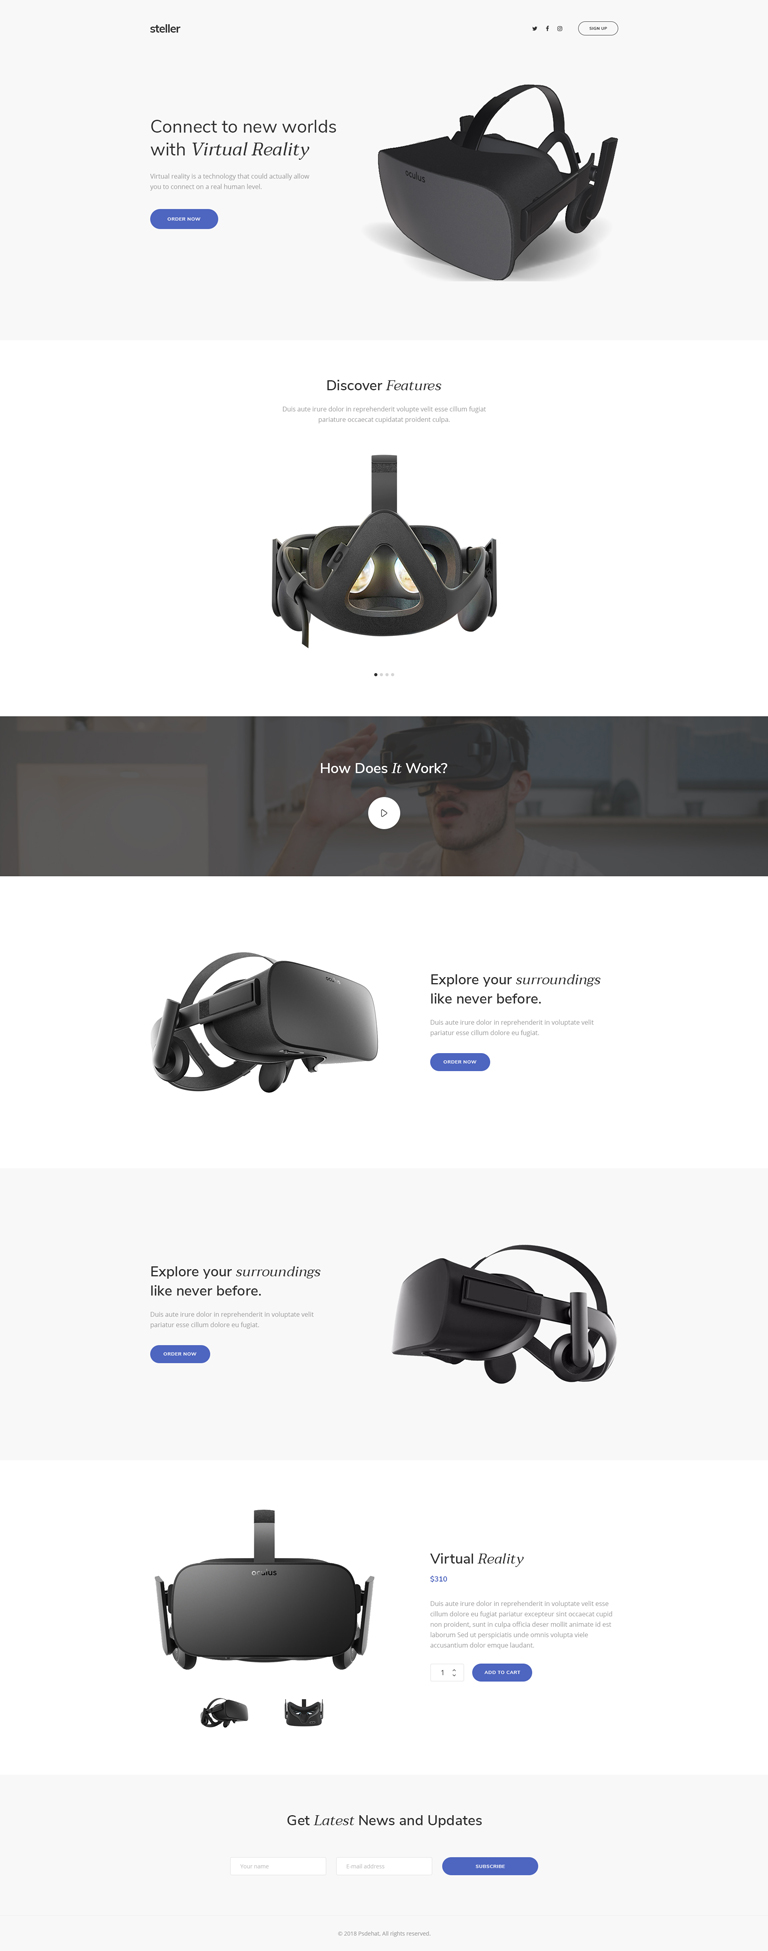 steller
SIGN UP
Connect to new worlds
with Virtual Reality
Virtual reality is a technology that could actually allow
you to connect on a real human level.
ORDER NOW
oculus
Discover Features
Duis aute irure dolor in reprehenderit volupte velit esse cillum fugiat
pariature occaecat cupidatat proident culpa.
How Does It Work?
Explore your surroundings
like never before.
Duis aute irure dolor in reprehenderit in voluptate velit
pariatur esse cillum dolore eu fugiat.
ORDER NOW
Explore your surroundings
like never before.
Duis aute irure dolor in reprehenderit in voluptate velit
pariatur esse cillum dolore eu fugiat.
ORDER NOW
oculus
Virtual Reality
$310
Duis aute irure dolor in reprehenderit in voluptate velit esse
cillum dolore eu fugiat pariatur excepteur sint occaecat cupid
non proident, sunt in culpa officia deser mollit animate id est
laborum Sed ut perspiciatis unde omnis volupta viele
accusantium dolor emque laudant.
1
ADD TO CART
Get Latest News and Updates
Your name
E-mail address
SUBSCRIBE
© 2018 Psdehat, All rights reserved.